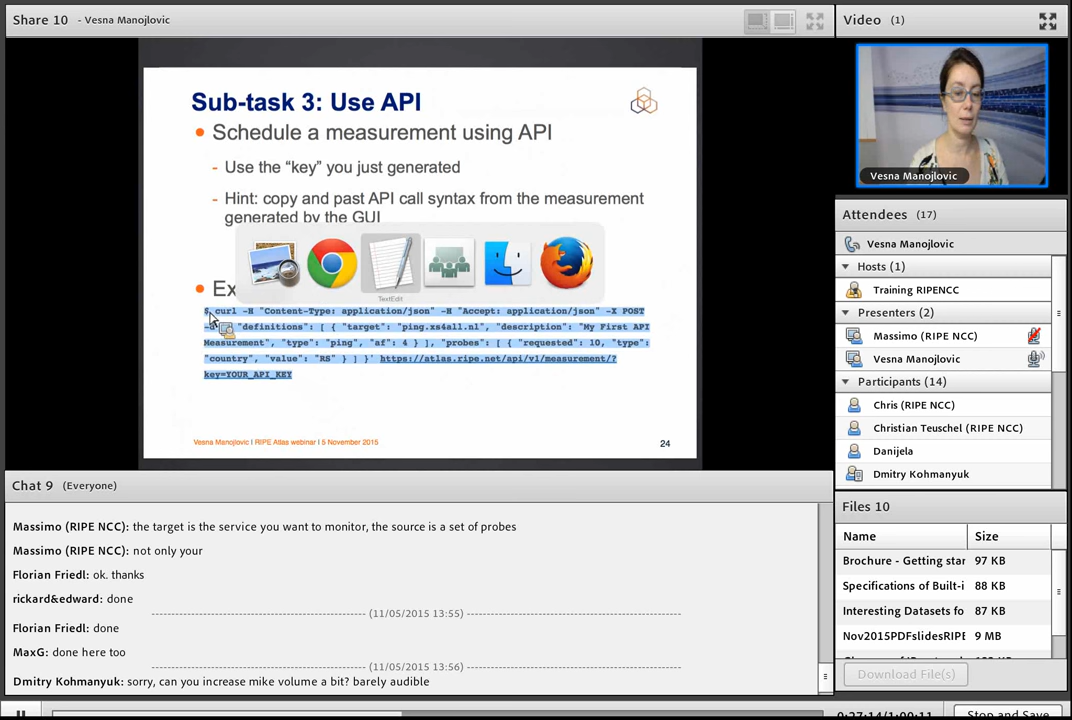 Share 10 - Vesna Manojlovic
Sub-task 3: Use API
Schedule a measurement using API
- Use the “key” you just generated
- Hint: copy and past API call syntax from the measurement
generated by the GUI
TextEdit
Ex
$ curl -H "Content-Type: application/json" -H "Accept: application/json" -X POST
"definitions": [ { "target": "ping.xs4all.nl", "description": "My First API
Measurement", "type": "ping", "af": 4 } ], "probes": [ { "requested": 10, "type":
"country", "value": "RS" } ] }' https://atlas.ripe.net/api/v1/measurement/?
key=YOUR_API_KEY
Vesna Manojlovic I RIPE Atlas webinar I 5 November 2015
24
Video (1)
Vesna Manojlovic
Attendees (17)
Vesna Manojlovic
Hosts (1)
Training RIPENCC
Presenters (2)
Massimo (RIPE NCC)
Vesna Manojlovic
Participants (14)
Chris (RIPE NCC)
Christian Teuschel (RIPE NCC)
Danijela
Dmitry Kohmanyuk
Chat 9 (Everyone)
Massimo (RIPE NCC): the target is the service you want to monitor, the source is a set of probes
Massimo (RIPE NCC): not only your
Florian Friedl: ok. thanks
rickard&edward: done
(11/05/2015 13:55)
Florian Friedl: done
MaxG: done here too
(11/05/2015 13:56)
Dmitry Kohmanyuk: sorry, can you increase mike volume a bit? barely audible
Files 10
Name Size
Brochure - Getting star 97 KB
Specifications of Built-i 88 KB
Interesting Datasets fo 87 KB
Nov2015PDFslidesRIPE 9 MB
Download File(s)
0:27:14/1:00:11
Stop and Save